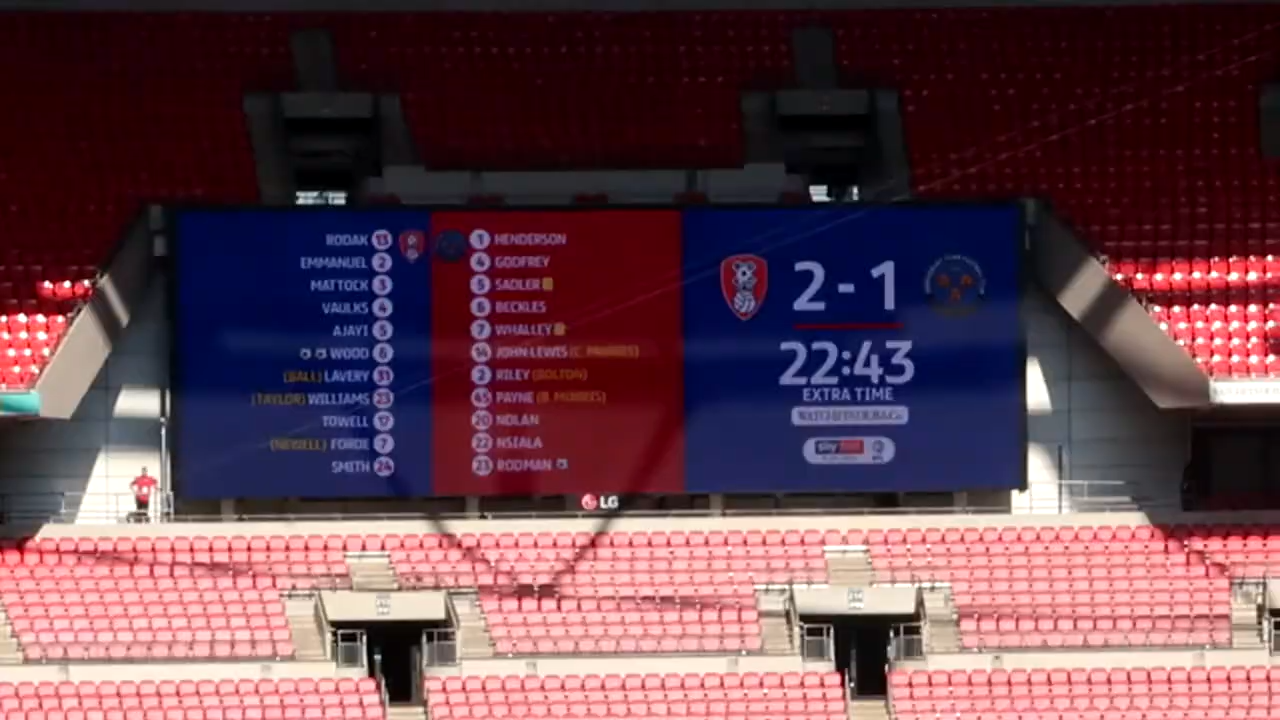 RODAK 13
EMMANUEL 2
MATTOCK 3
VAULKS 4
AJAYI 5
WOOD 6
(BALL) LAVERY 31
(TAYLOR) WILLIAMS 23
TOWELL 17
(NEWELL) FORDE 7
SMITH 24
1 HENDERSON
4 GODFREY
5 SADLER
6 BECKLES
7 WHALLEY
14 JOHN-LEWIS (C. MORRIS)
2 RILEY (BOLTON)
45 PAYNE (B. MORRIS)
20 NOLAN
22 NSIALA
23 RODMAN
2 - 1
22:43
EXTRA TIME
sky
EFL
LG